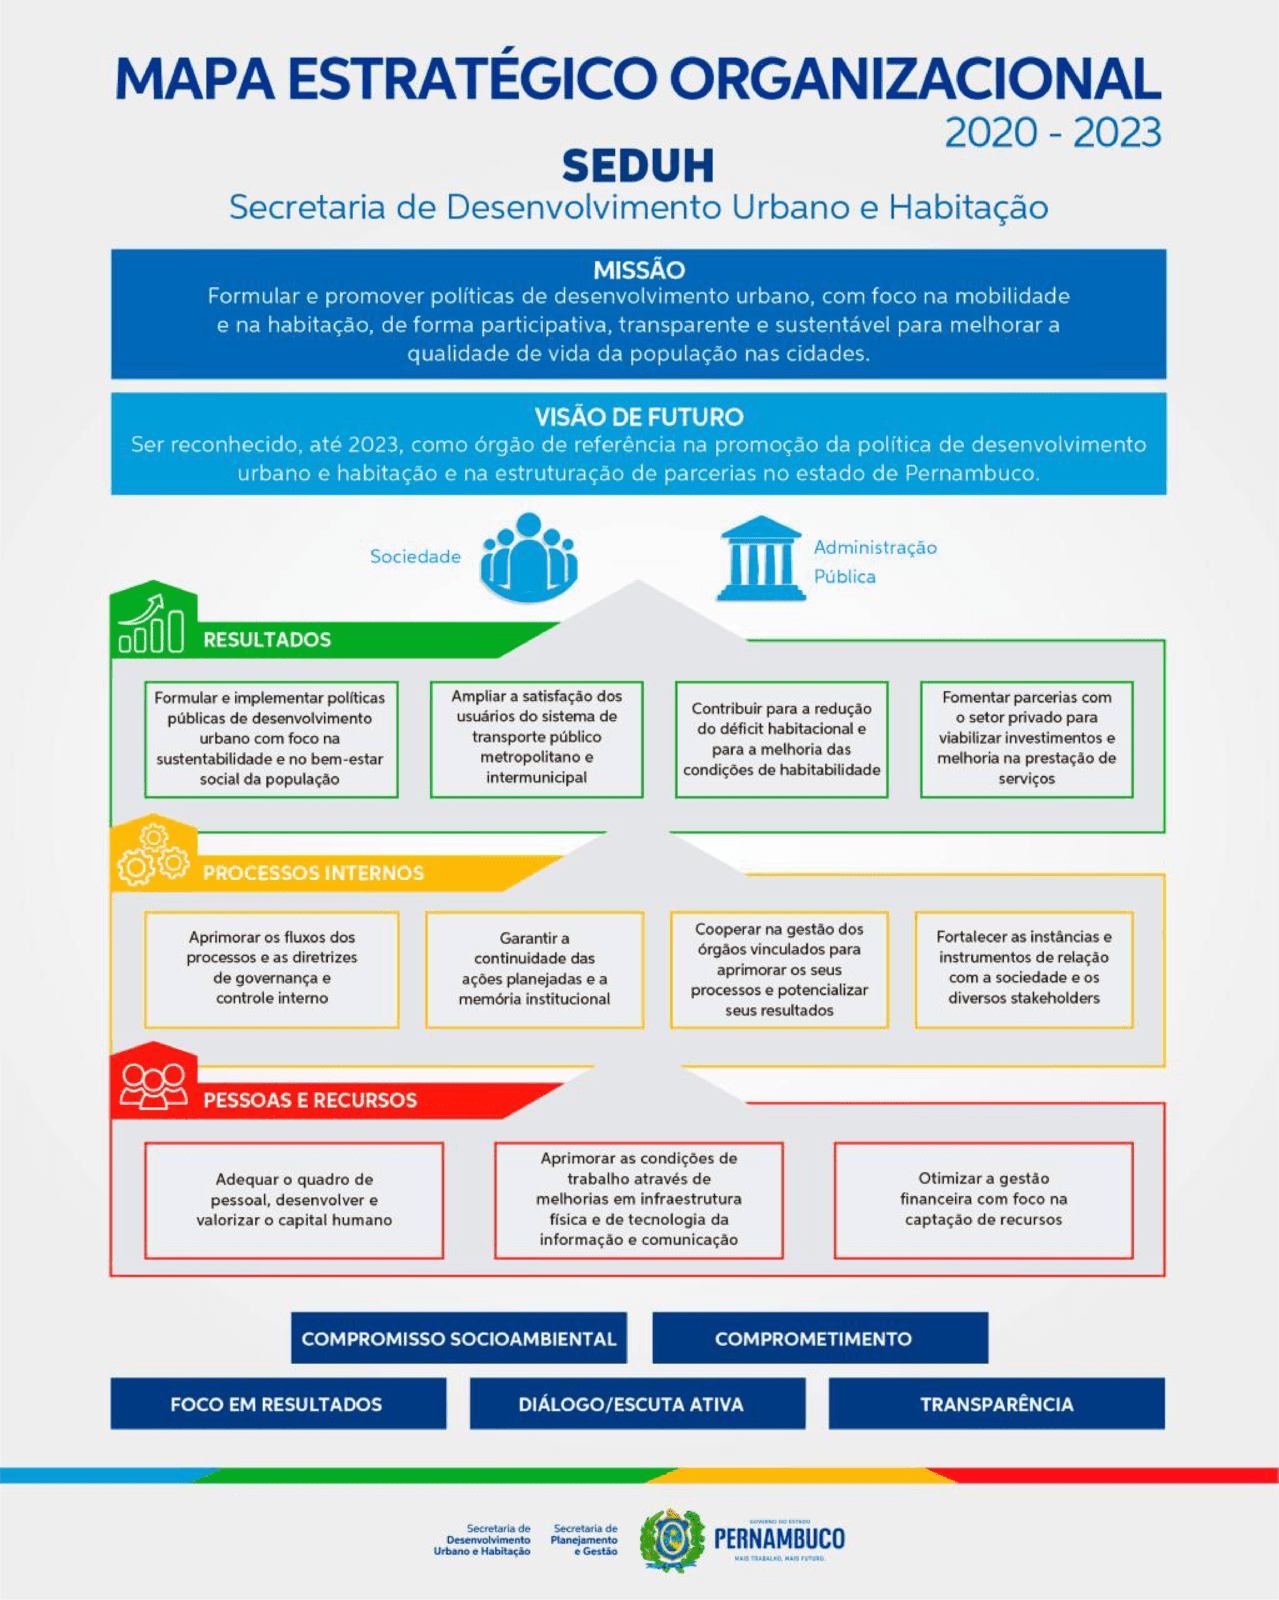 MAPA ESTRATÉGICO ORGANIZACIONAL
2020 - 2023
SEDUH
Secretaria de Desenvolvimento Urbano e Habitação
MISSÃO
Formular e promover políticas de desenvolvimento urbano, com foco na mobilidade
e na habitação, de forma participativa, transparente e sustentável para melhorar a
qualidade de vida da população nas cidades.
VISÃO DE FUTURO
Ser reconhecido, até 2023, como órgão de referência na promoção da política de desenvolvimento
urbano e habitação e na estruturação de parcerias no estado de Pernambuco.
Sociedade
Administração
Pública
RESULTADOS
Formular e implementar políticas
públicas de desenvolvimento
urbano com foco na
sustentabilidade e no bem-estar
social da população
Ampliar a satisfação dos
usuários do sistema de
transporte público
metropolitano e
intermunicipal
Contribuir para a redução
do déficit habitacional e
para a melhoria das
condições de habitabilidade
Fomentar parcerias com
o setor privado para
viabilizar investimentos e
melhoria na prestação de
serviços
PROCESSOS INTERNOS
Aprimorar os fluxos dos
processos e as diretrizes
de governança e
controle interno
Garantir a
continuidade das
ações planejadas e a
memória institucional
Cooperar na gestão dos
órgãos vinculados para
aprimorar os seus
processos e potencializar
seus resultados
Fortalecer as instâncias e
instrumentos de relação
com a sociedade e os
diversos stakeholders
PESSOAS E RECURSOS
Adequar o quadro de
pessoal, desenvolver e
valorizar o capital humano
Aprimorar as condições de
trabalho através de
melhorias em infraestrutura
física e de tecnologia da
informação e comunicação
Otimizar a gestão
financeira com foco na
captação de recursos
COMPROMISSO SOCIOAMBIENTAL
COMPROMETIMENTO
FOCO EM RESULTADOS
DIÁLOGO/ESCUTA ATIVA
TRANSPARÊNCIA
Secretaria de
Desenvolvimento
Urbano e Habitação
Secretaria de
Planejamento
e Gestão
GOVERNO DO ESTADO
PERNAMBUCO
MAIS TRABALHO, MAIS FUTURO.